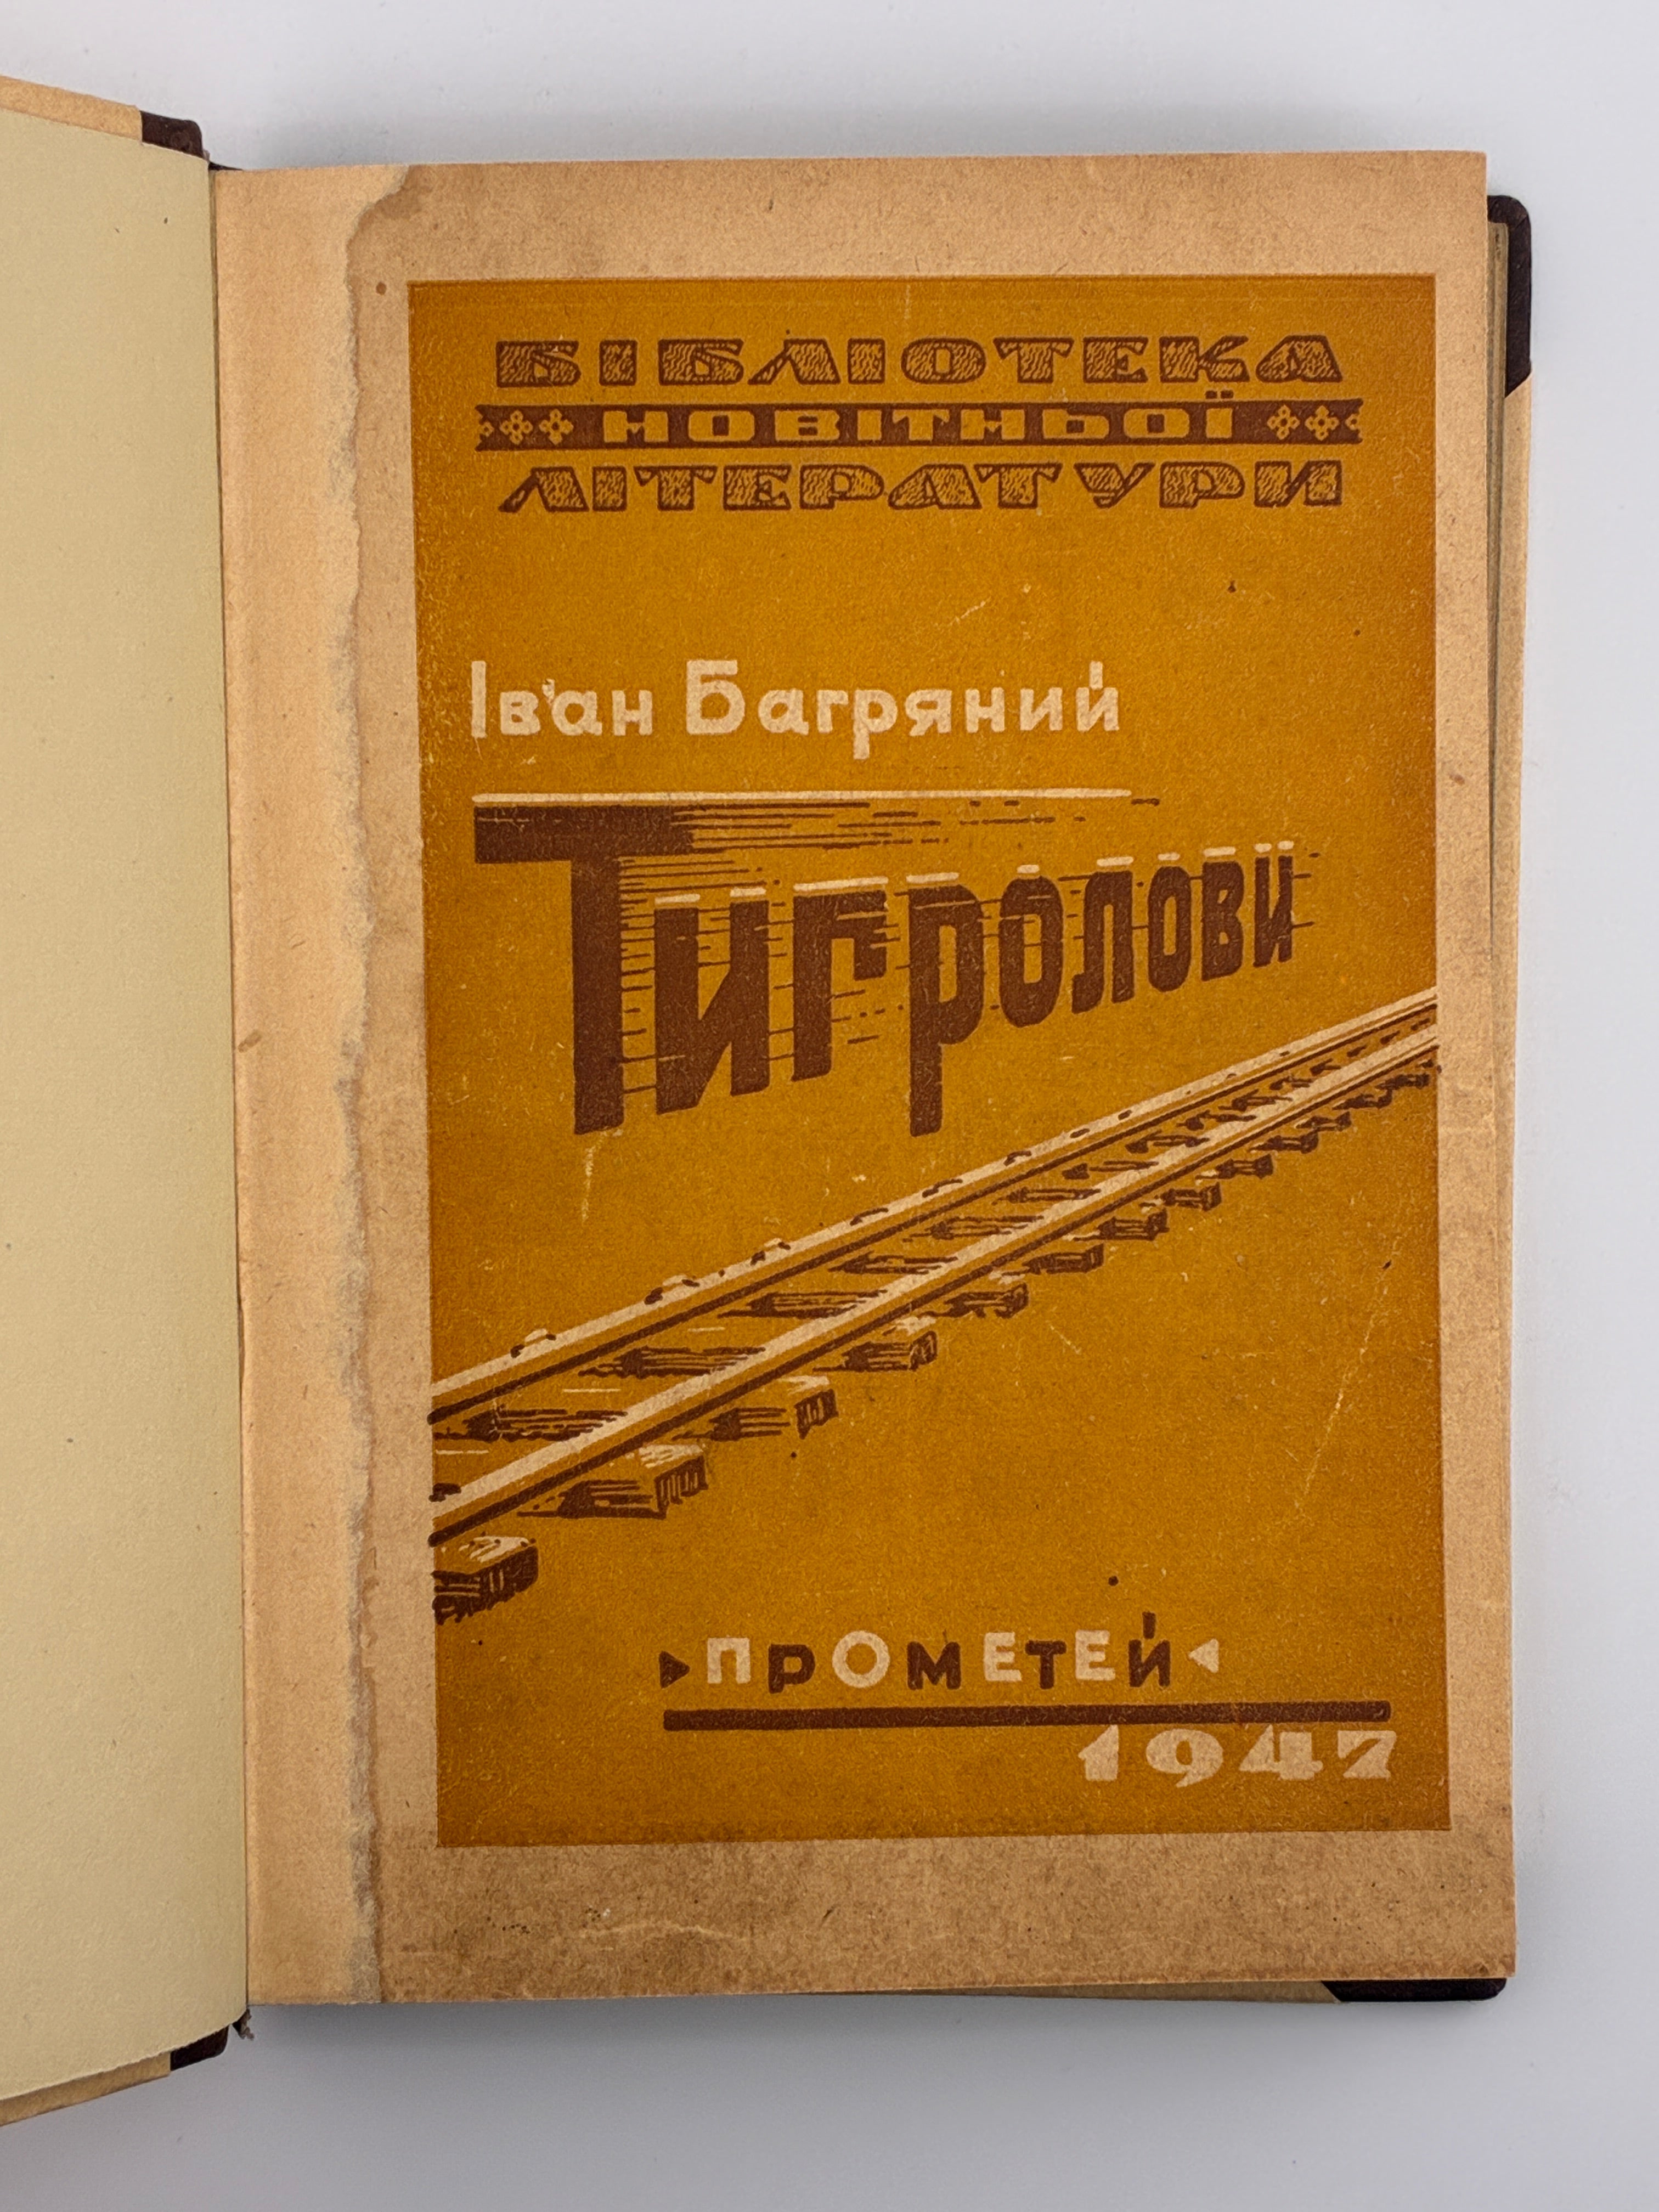 БІБЛІОТЕКА
НОВІТНЬОЇ
ЛІТЕРАТУРИ
Іван Багряний
Тигролови
ПРОМЕТЕЙ
1947